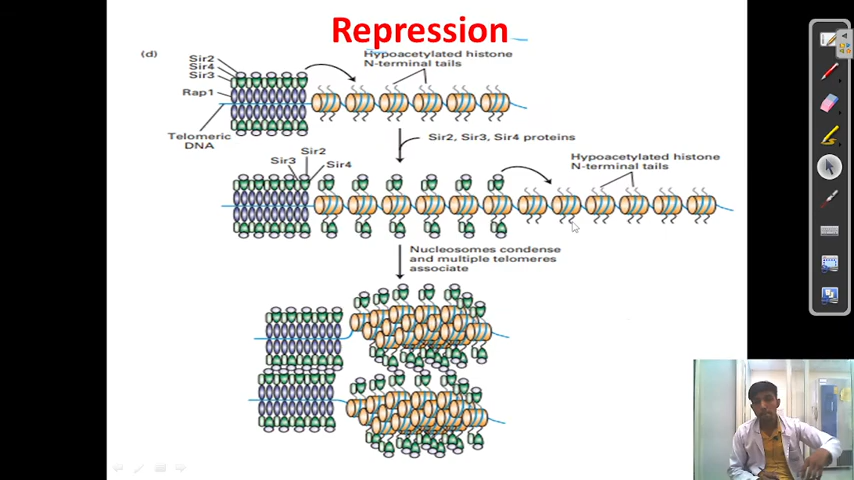 Repression
(d)
Sir2
Sir4
Sir3
Rap1
Telomeric
DNA
Hypoacetylated histone
N-terminal tails
Sir2, Sir3, Sir4 proteins
Sir2
Sir3
Sir4
Hypoacetylated histone
N-terminal tails
Nucleosomes condense
and multiple telomeres
associate